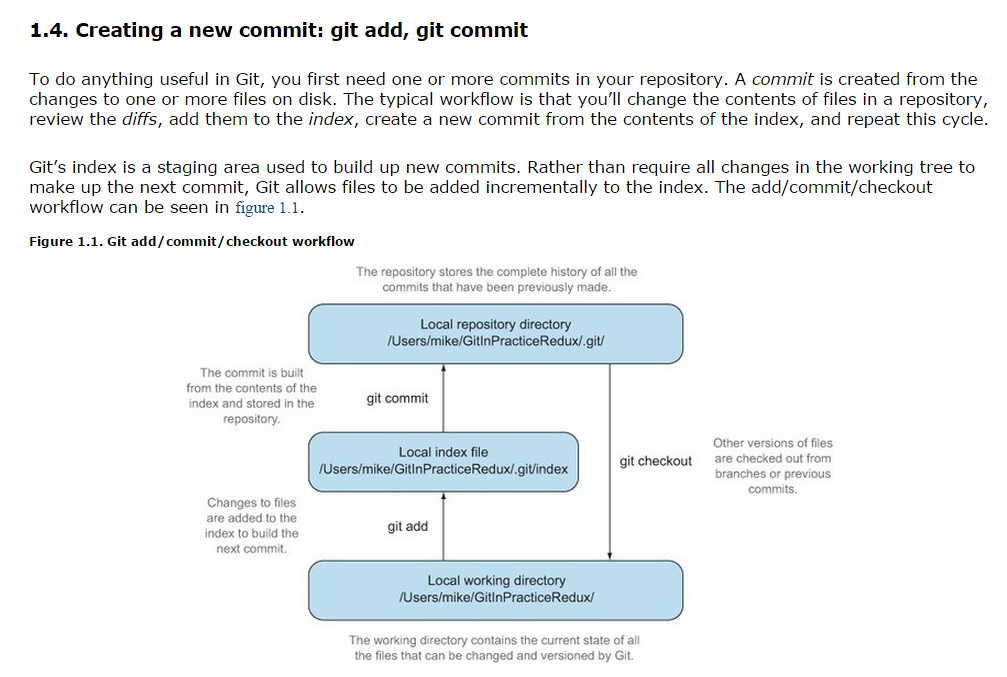 1.4. Creating a new commit: git add, git commit
To do anything useful in Git, you first need one or more commits in your repository. A commit is created from the
changes to one or more files on disk. The typical workflow is that you’ll change the contents of files in a repository,
review the diffs, add them to the index, create a new commit from the contents of the index, and repeat this cycle.
Git’s index is a staging area used to build up new commits. Rather than require all changes in the working tree to
make up the next commit, Git allows files to be added incrementally to the index. The add/commit/checkout
workflow can be seen in figure 1.1.
Figure 1.1. Git add/commit/checkout workflow
The repository stores the complete history of all the
commits that have been previously made.
Local repository directory
/Users/mike/GitInPracticeRedux/.git/
The commit is built
from the contents of the
index and stored in the
repository.
git commit
Local index file
/Users/mike/GitInPracticeRedux/.git/index
git checkout
Other versions of files
are checked out from
branches or previous
commits.
Changes to files
are added to the
index to build the
next commit.
git add
Local working directory
/Users/mike/GitInPracticeRedux/
The working directory contains the current state of all
the files that can be changed and versioned by Git.